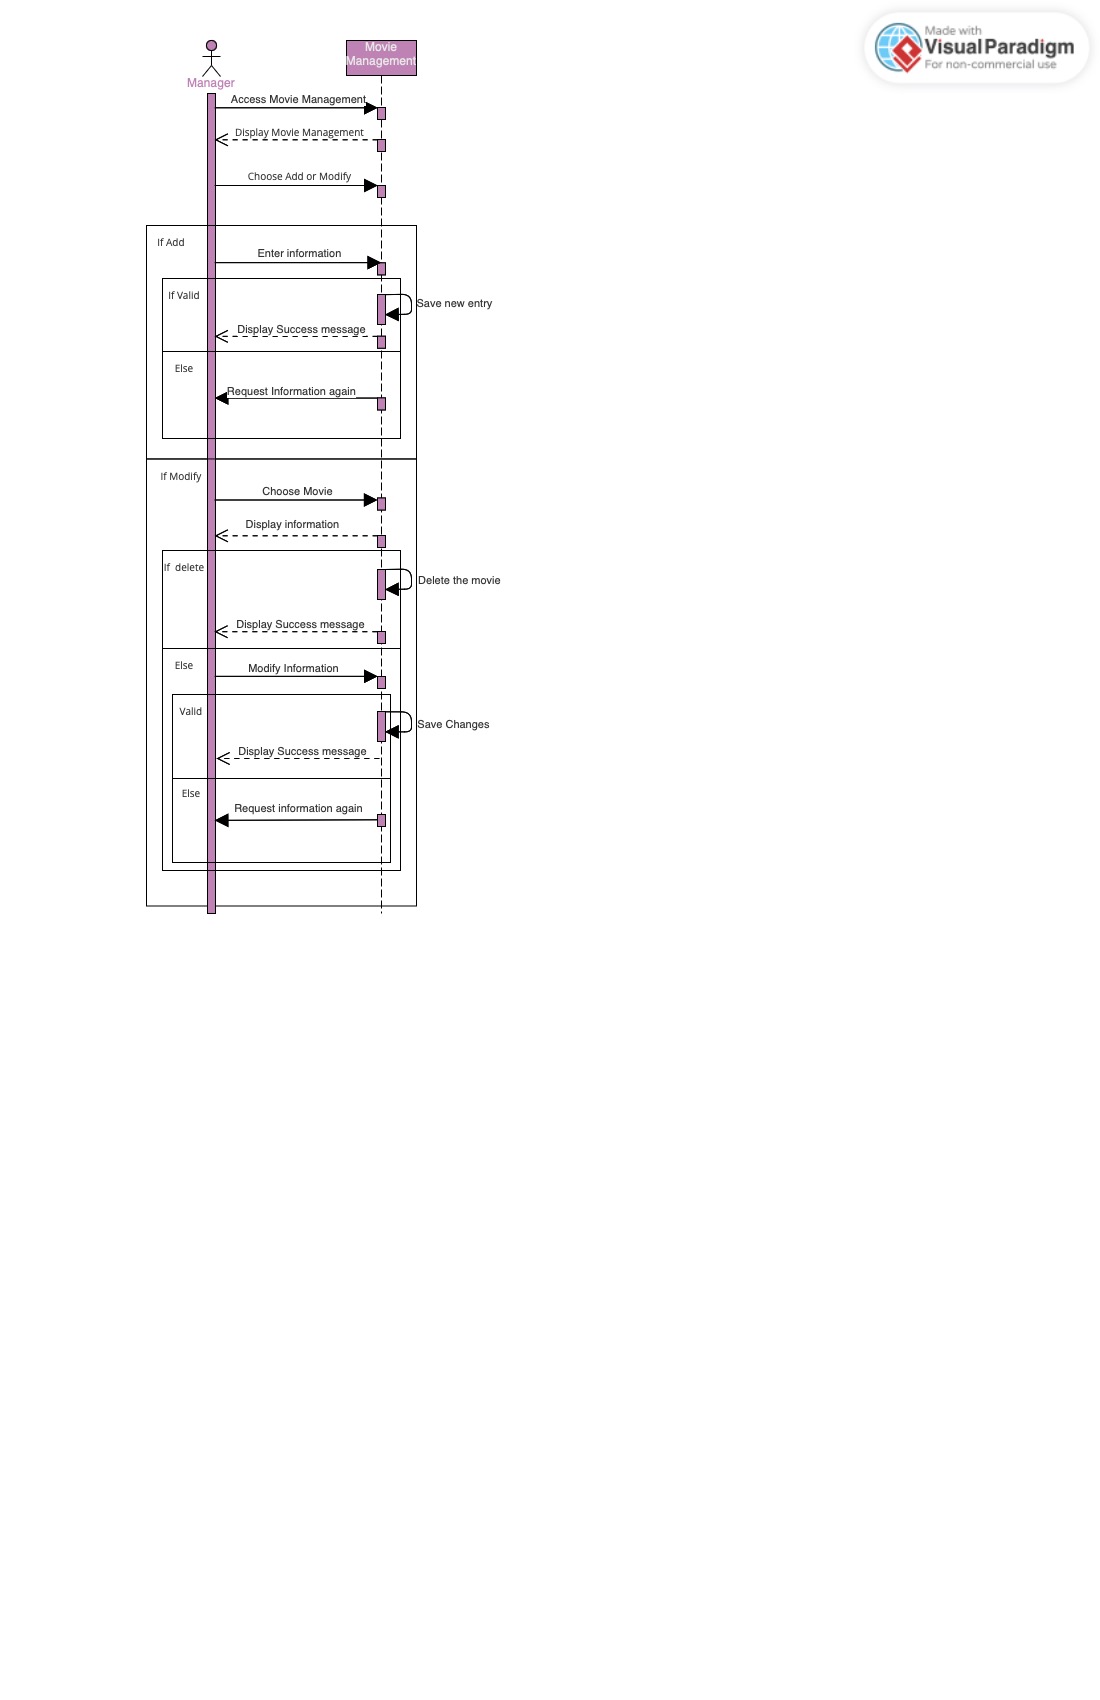 Made with
Visual Paradigm
For non-commercial use
Movie
Management
Manager
Access Movie Management
Display Movie Management
Choose Add or Modify
If Add
Enter information
If Valid
Save new entry
Display Success message
Else
Request Information again
If Modify
Choose Movie
Display information
If  delete
Delete the movie
Display Success message
Else
Modify Information
Valid
Save Changes
Display Success message
Else
Request information again